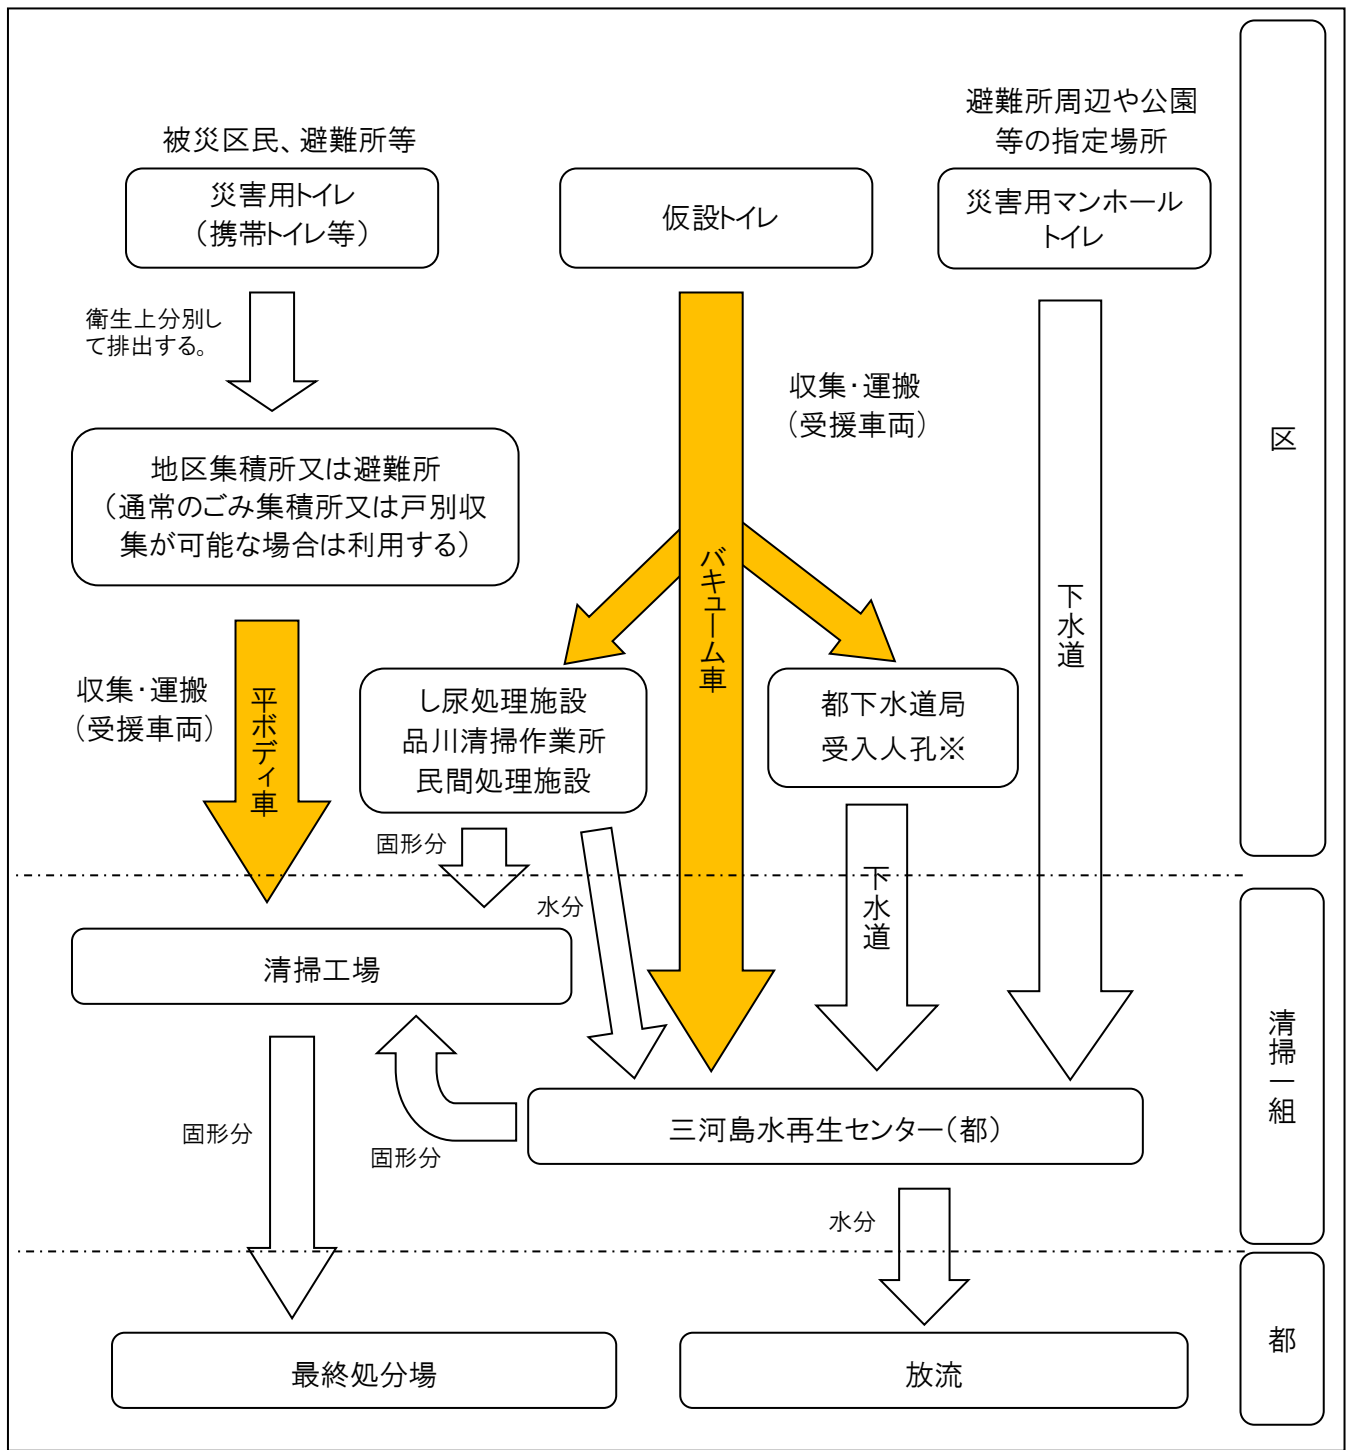 被災区民、避難所等
災害用トイレ
（携帯トイレ等）
仮設トイレ
避難所周辺や公園
等の指定場所
災害用マンホール
トイレ
衛生上分別し
て排出する。
収集・運搬
（受援車両）
区
地区集積所又は避難所
（通常のごみ集積所又は戸別収
集が可能な場合は利用する）
バキューム車
下水道
収集・運搬
（受援車両）
平ボディ車
し尿処理施設
品川清掃作業所
民間処理施設
都下水道局
受入人孔※
固形分
水分
下水道
清掃工場
清掃一組
固形分
固形分
三河島水再生センター（都）
水分
都
最終処分場
放流